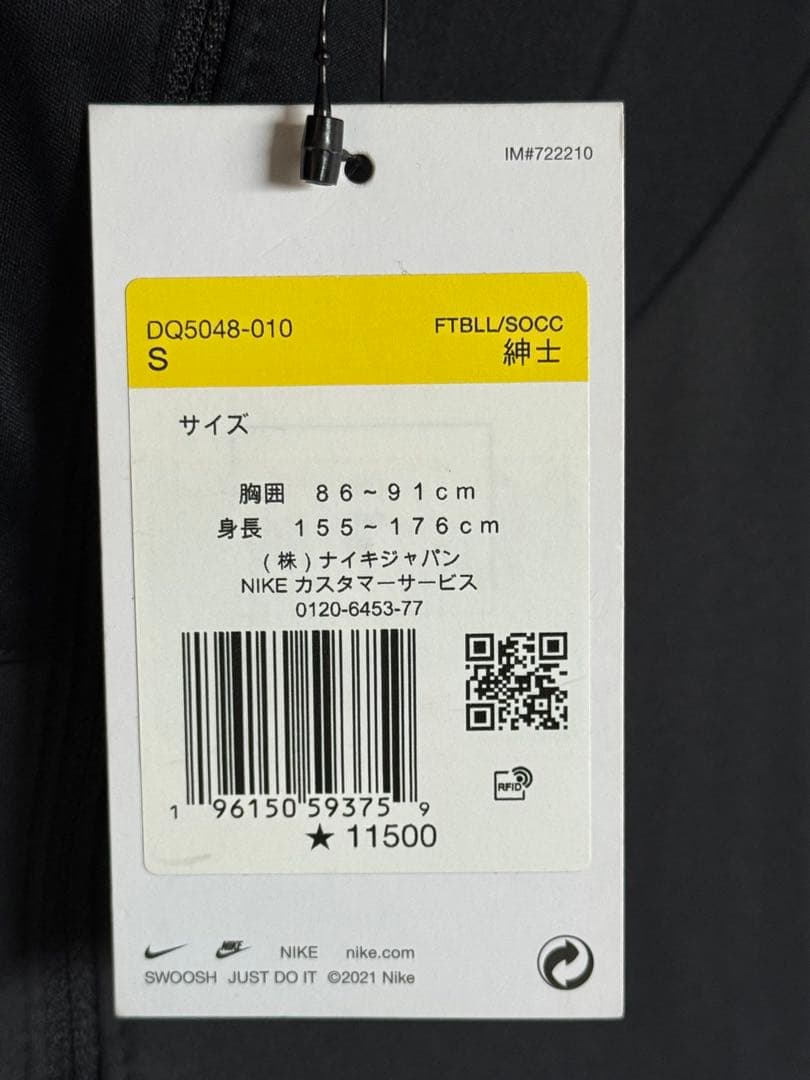 IM#722210
DQ5048-010
S
FTBLL/SOCC
紳士
サイズ
胸囲　86~91cm
身長　155~176cm
(株)ナイキジャパン
NIKE カスタマーサービス
0120-6453-77
RFID
1 96150 59375 9
★ 11500
NIKE NIKE nike.com
SWOOSH JUST DO IT ©2021 Nike